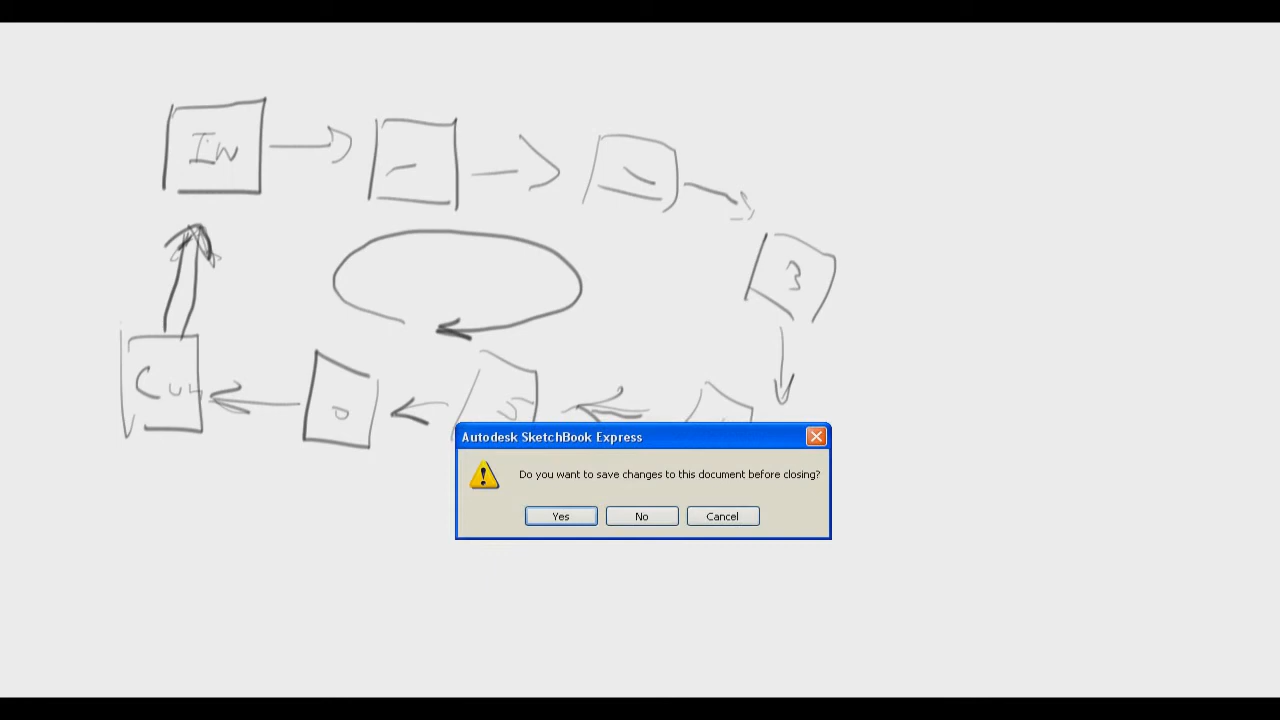 In
3
Cu
Autodesk SketchBook Express
Do you want to save changes to this document before closing?
Yes
No
Cancel